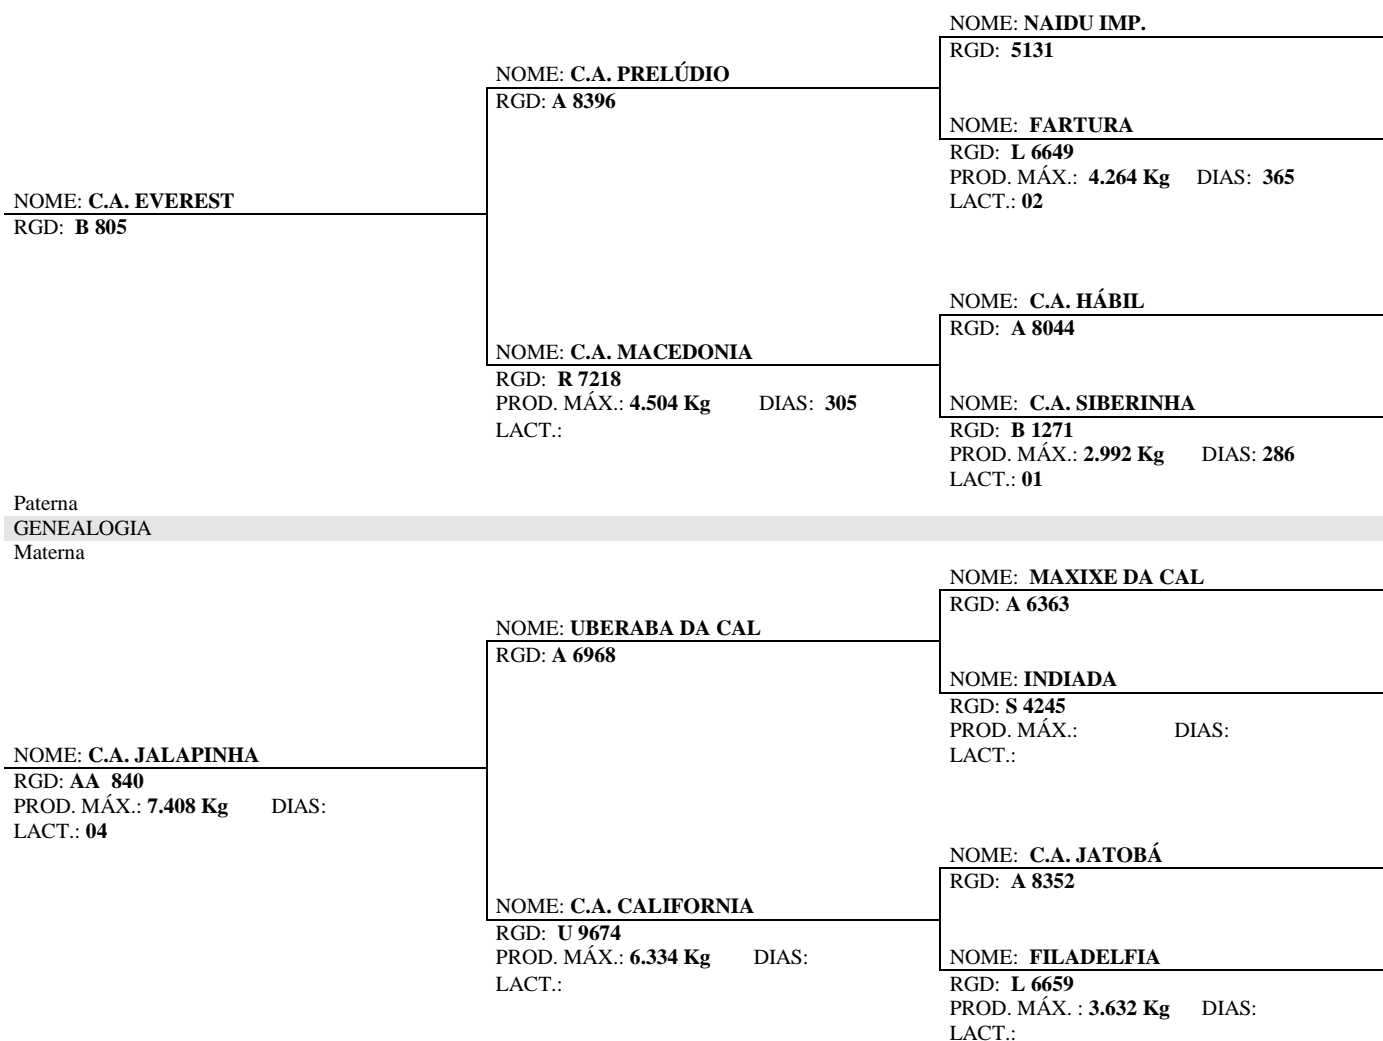 NOME: NAIDU IMP.
RGD: 5131
NOME: C.A. PRELÚDIO
RGD: A 8396
NOME: FARTURA
RGD: L 6649
PROD. MÁX.: 4.264 Kg DIAS: 365
LACT.: 02
NOME: C.A. EVEREST
RGD: B 805
NOME: C.A. HÁBIL
RGD: A 8044
NOME: C.A. MACEDONIA
RGD: R 7218
PROD. MÁX.: 4.504 Kg DIAS: 305
LACT.:
NOME: C.A. SIBERINHA
RGD: B 1271
PROD. MÁX.: 2.992 Kg DIAS: 286
LACT.: 01
Paterna
GENEALOGIA
Materna
NOME: MAXIXE DA CAL
RGD: A 6363
NOME: UBERABA DA CAL
RGD: A 6968
NOME: INDIADA
RGD: S 4245
PROD. MÁX.: DIAS:
LACT.:
NOME: C.A. JALAPINHA
RGD: AA 840
PROD. MÁX.: 7.408 Kg DIAS:
LACT.: 04
NOME: C.A. JATOBÁ
RGD: A 8352
NOME: C.A. CALIFORNIA
RGD: U 9674
PROD. MÁX.: 6.334 Kg DIAS:
LACT.:
NOME: FILADELFIA
RGD: L 6659
PROD. MÁX. : 3.632 Kg DIAS:
LACT.: